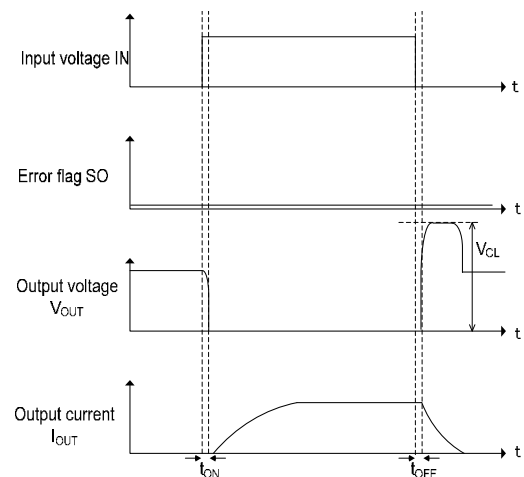 Input voltage IN
t
Error flag SO
t
V_CL
Output voltage
V_OUT
t
Output current
I_OUT
t
t_ON
t_OFF